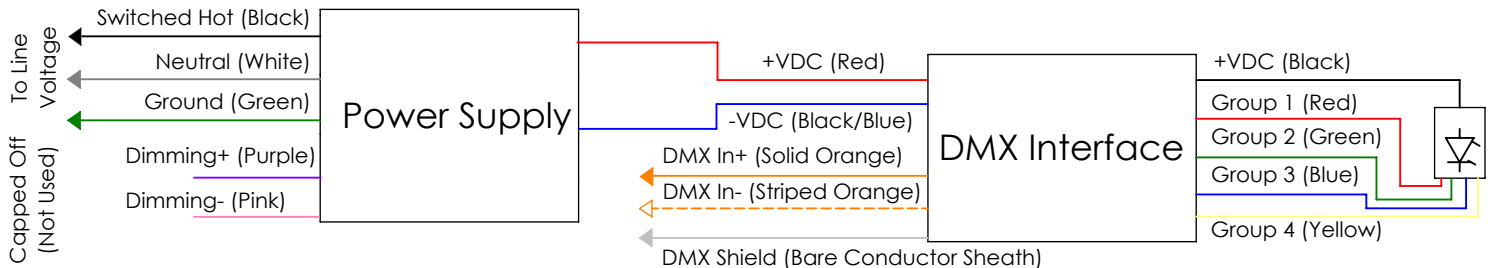 To Line
Voltage
Switched Hot (Black)
Neutral (White)
Ground (Green)
Capped Off
(Not Used)
Dimming+ (Purple)
Dimming- (Pink)
Power Supply
+VDC (Red)
-VDC (Black/Blue)
DMX In+ (Solid Orange)
DMX In- (Striped Orange)
DMX Shield (Bare Conductor Sheath)
DMX Interface
+VDC (Black)
Group 1 (Red)
Group 2 (Green)
Group 3 (Blue)
Group 4 (Yellow)